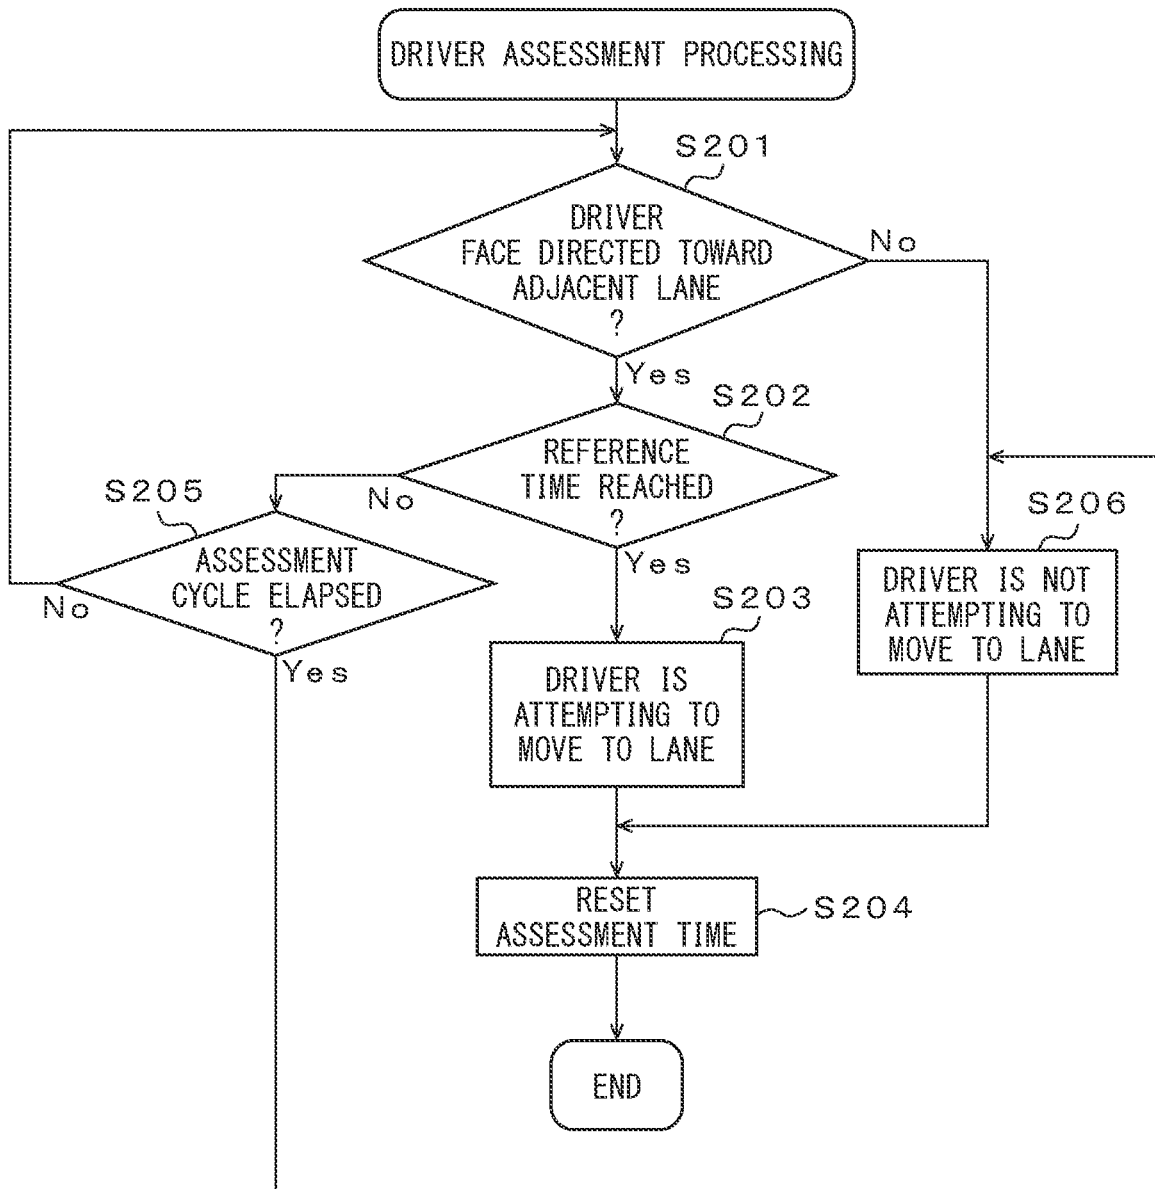 DRIVER ASSESSMENT PROCESSING
S201
DRIVER
FACE DIRECTED TOWARD
ADJACENT LANE
?
No
Yes
S202
REFERENCE
TIME REACHED
?
No
Yes
S205
ASSESSMENT
CYCLE ELAPSED
?
No
Yes
S206
DRIVER IS NOT
ATTEMPTING TO
MOVE TO LANE
S203
DRIVER IS
ATTEMPTING TO
MOVE TO LANE
RESET
ASSESSMENT TIME
S204
END